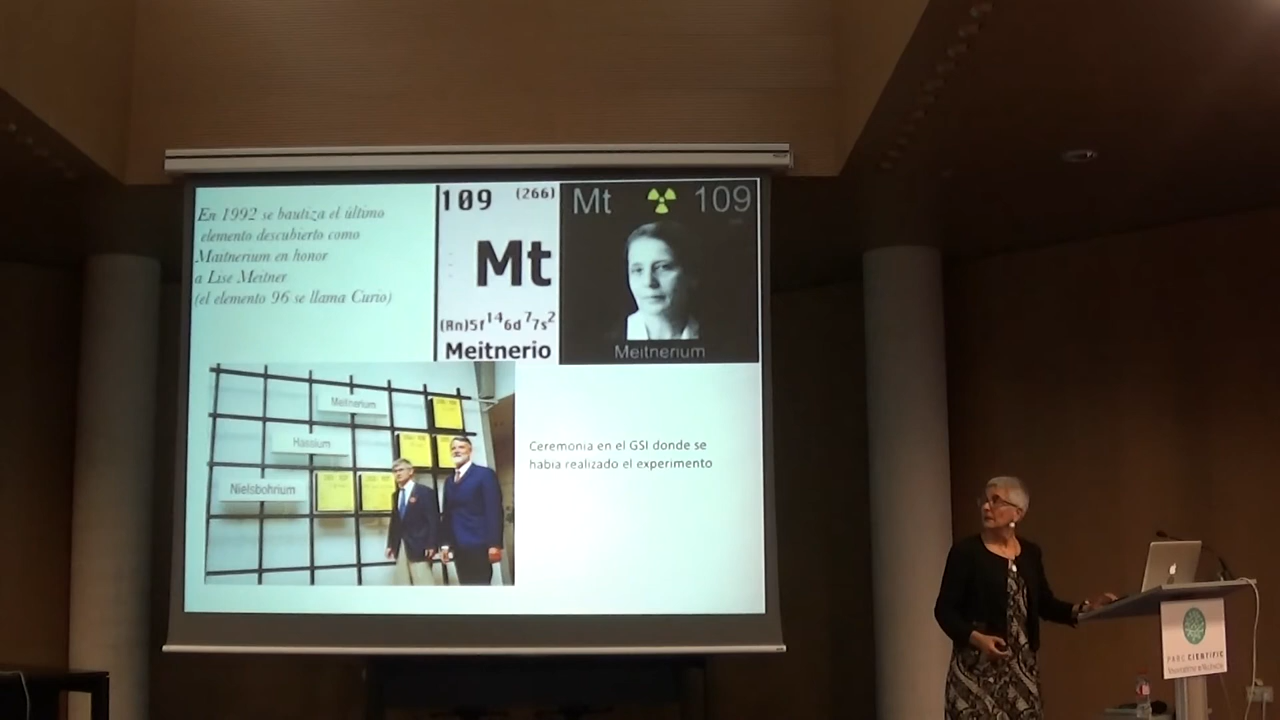 En 1992 se bautiza el último
elemento descubierto como
Maitnerium en honor
a Lise Meitner
(el elemento 96 se llama Curio)
109 (266)
Mt
(Rn)5f¹⁴6d⁷7s²
Meitnerio
Mt 109
Meitnerium
Meitnerium
Hassium
Nielsbohrium
Ceremonia en el GSI donde se
habia realizado el experimento
PARC CIENTIFIC